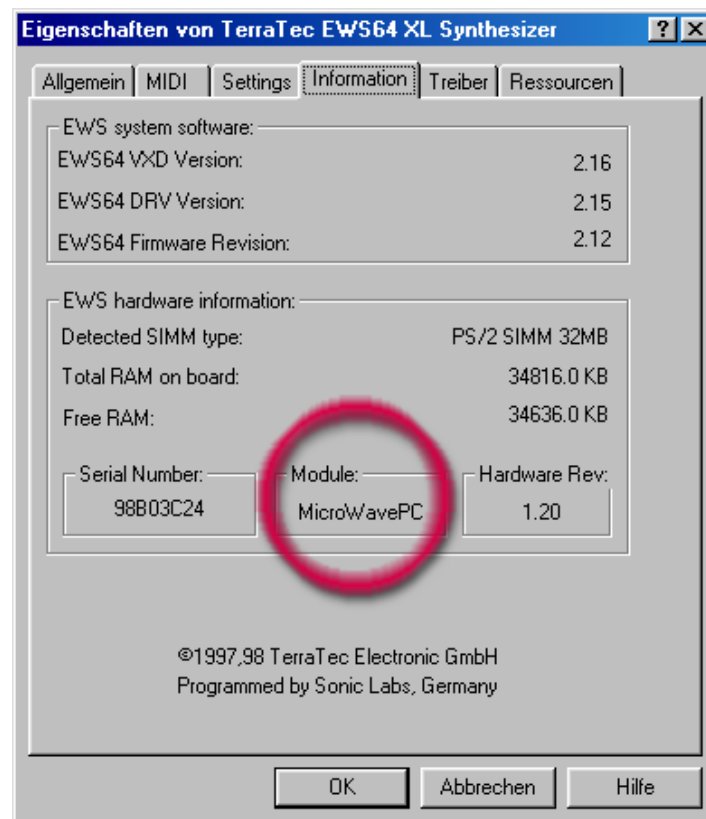 Eigenschaften von TerraTec EWS64 XL Synthesizer
Allgemein MIDI Settings Information Treiber Ressourcen
EWS system software:
EWS64 VXD Version: 2.16
EWS64 DRV Version: 2.15
EWS64 Firmware Revision: 2.12
EWS hardware information:
Detected SIMM type: PS/2 SIMM 32MB
Total RAM on board: 34816.0 KB
Free RAM: 34636.0 KB
Serial Number: Module: Hardware Rev:
98B03C24 MicroWavePC 1.20
©1997,98 TerraTec Electronic GmbH
Programmed by Sonic Labs, Germany
OK Abbrechen Hilfe